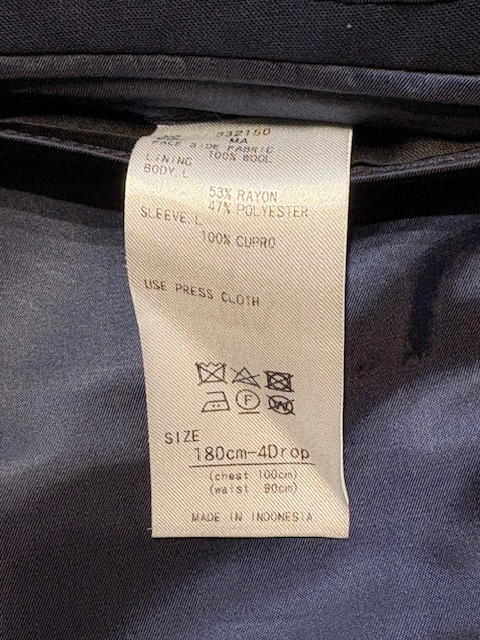 332150
MA
FACE SIDE FABRIC
100% WOOL
LINING
BODY.L
53% RAYON
47% POLYESTER
SLEEVE.L
100% CUPRO
USE PRESS CLOTH
F
W
SIZE
180cm-4Drop
(chest 100cm)
(waist 90cm)
MADE IN INDONESIA